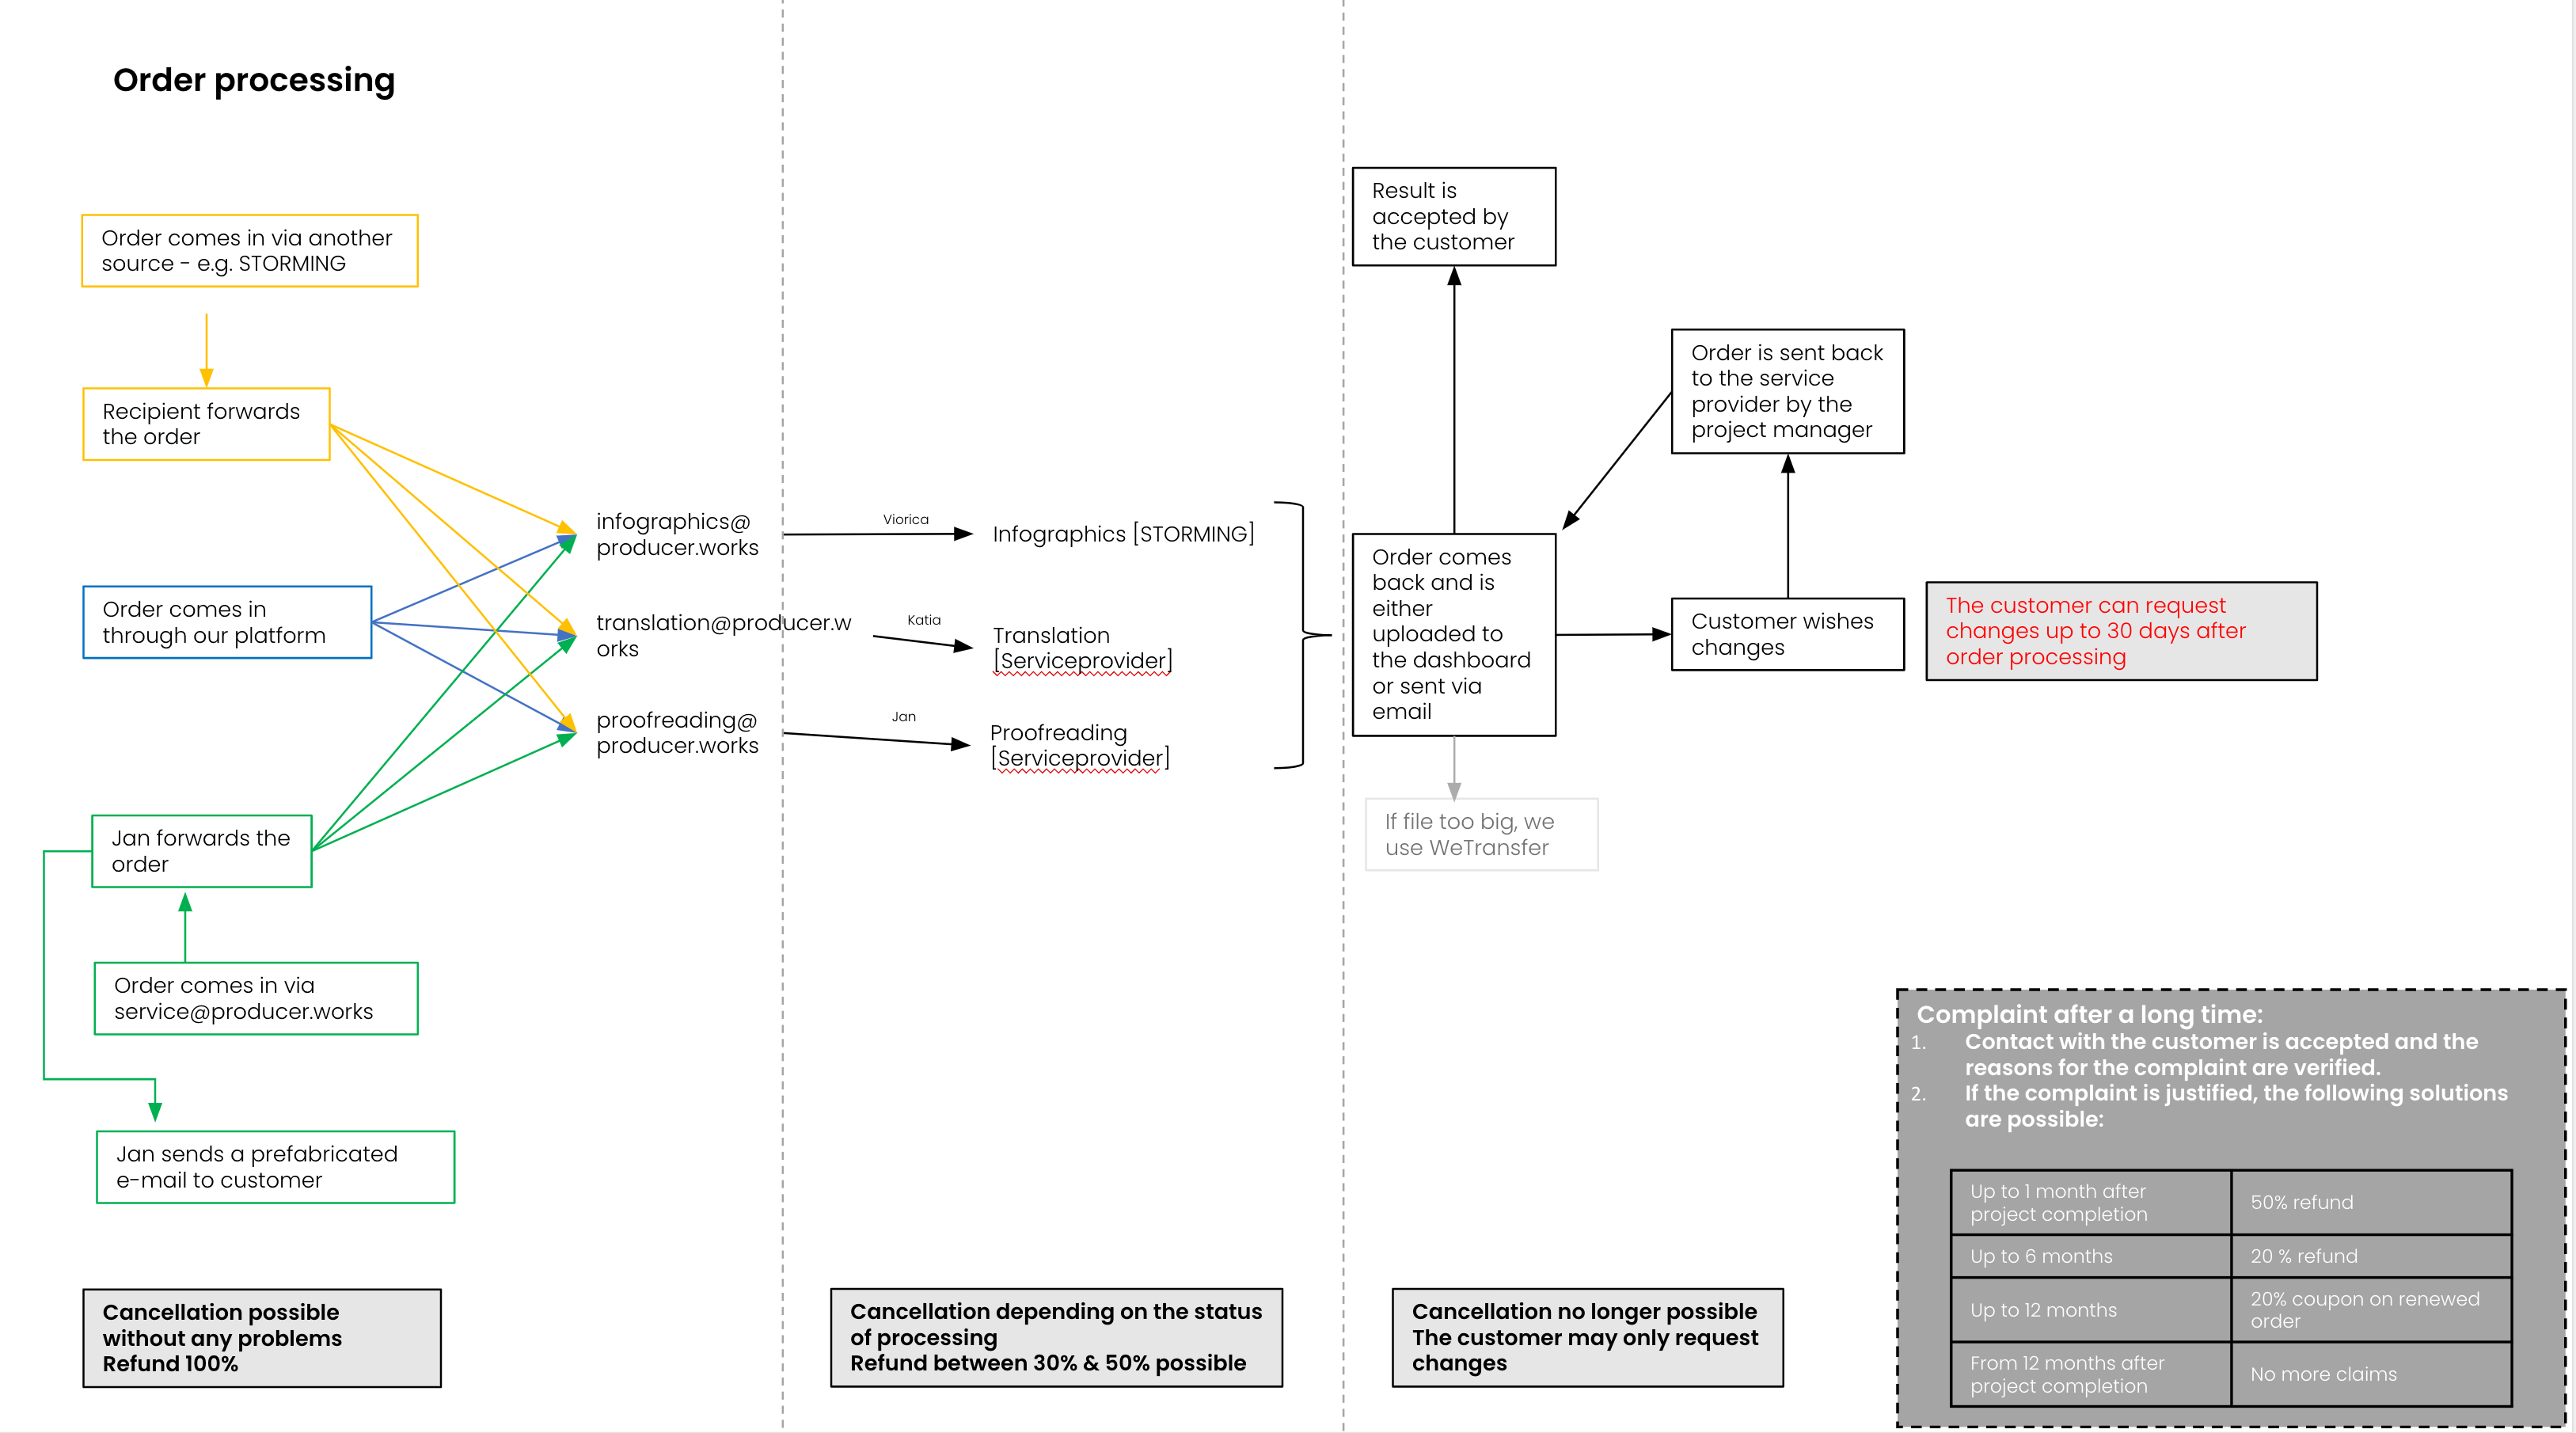 Order processing
Order comes in via another
source - e.g. STORMING
Recipient forwards
the order
Order comes in
through our platform
Jan forwards the
order
Order comes in via
service@producer.works
Jan sends a prefabricated
e-mail to customer
Cancellation possible
without any problems
Refund 100%
infographics@
producer.works
translation@producer.w
orks
proofreading@
producer.works
Viorica
Katia
Jan
Infographics [STORMING]
Translation
[Serviceprovider]
Proofreading
[Serviceprovider]
Cancellation depending on the status
of processing
Refund between 30% & 50% possible
Result is
accepted by
the customer
Order is sent back
to the service
provider by the
project manager
Order comes
back and is
either
uploaded to
the dashboard
or sent via
email
Customer wishes
changes
The customer can request
changes up to 30 days after
order processing
If file too big, we
use WeTransfer
Cancellation no longer possible
The customer may only request
changes
Complaint after a long time:
1. Contact with the customer is accepted and the
reasons for the complaint are verified.
2. If the complaint is justified, the following solutions
are possible:
Up to 1 month after
project completion
50% refund
Up to 6 months
20 % refund
Up to 12 months
20% coupon on renewed
order
From 12 months after
project completion
No more claims